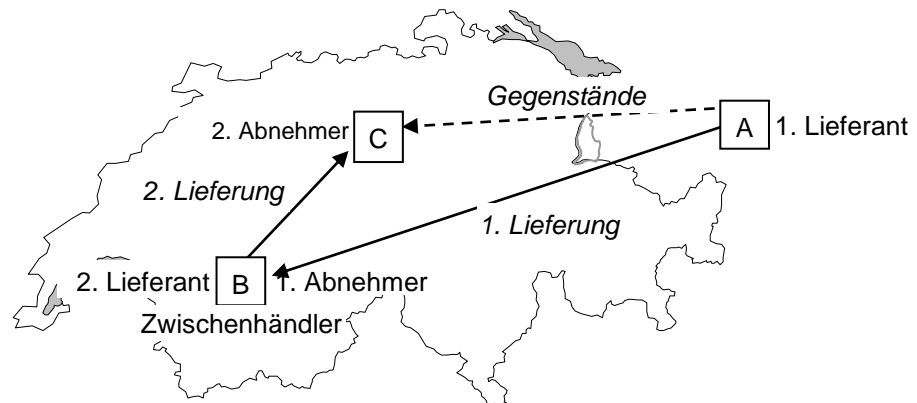 Gegenstände
A 1. Lieferant
2. Abnehmer C
2. Lieferung
1. Lieferung
2. Lieferant B 1. Abnehmer
Zwischenhändler